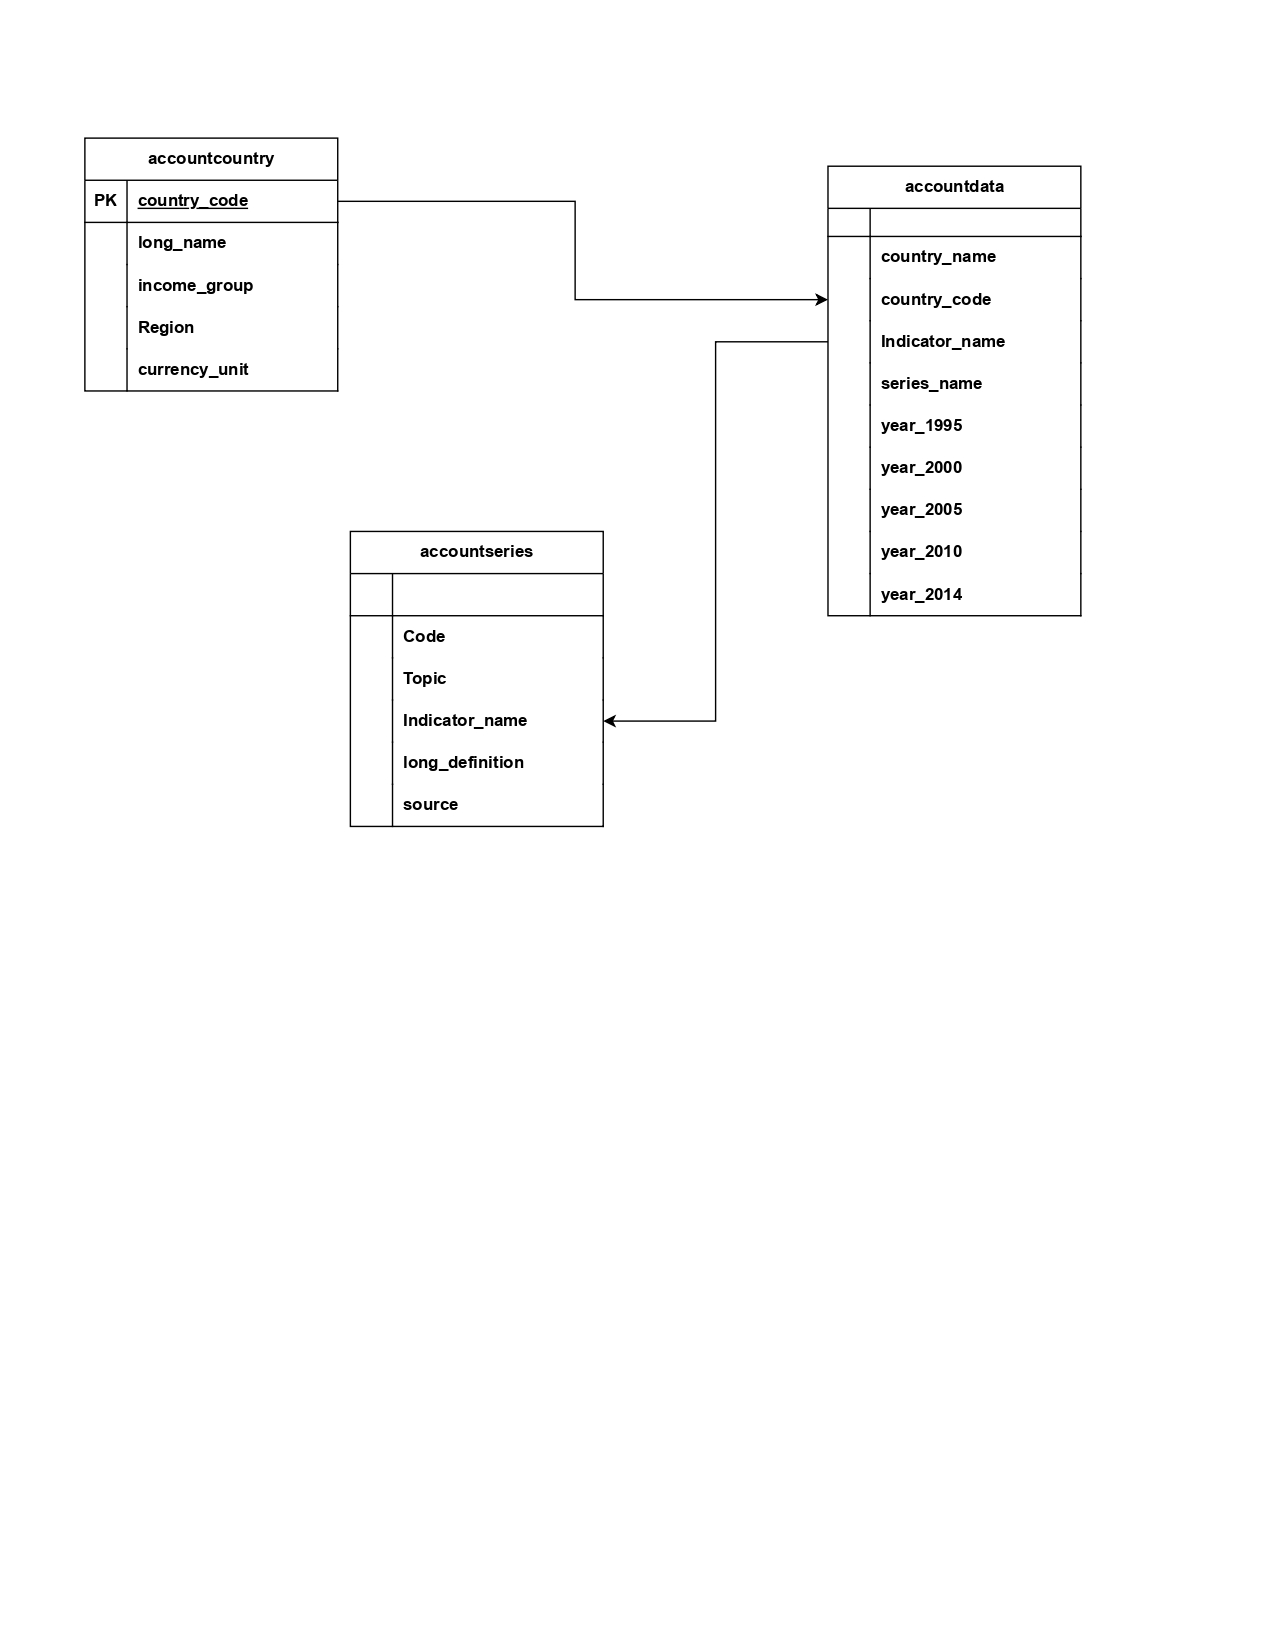 accountcountry
PK country_code
long_name
income_group
Region
currency_unit
accountdata
country_name
country_code
Indicator_name
series_name
year_1995
year_2000
year_2005
year_2010
year_2014
accountseries
Code
Topic
Indicator_name
long_definition
source